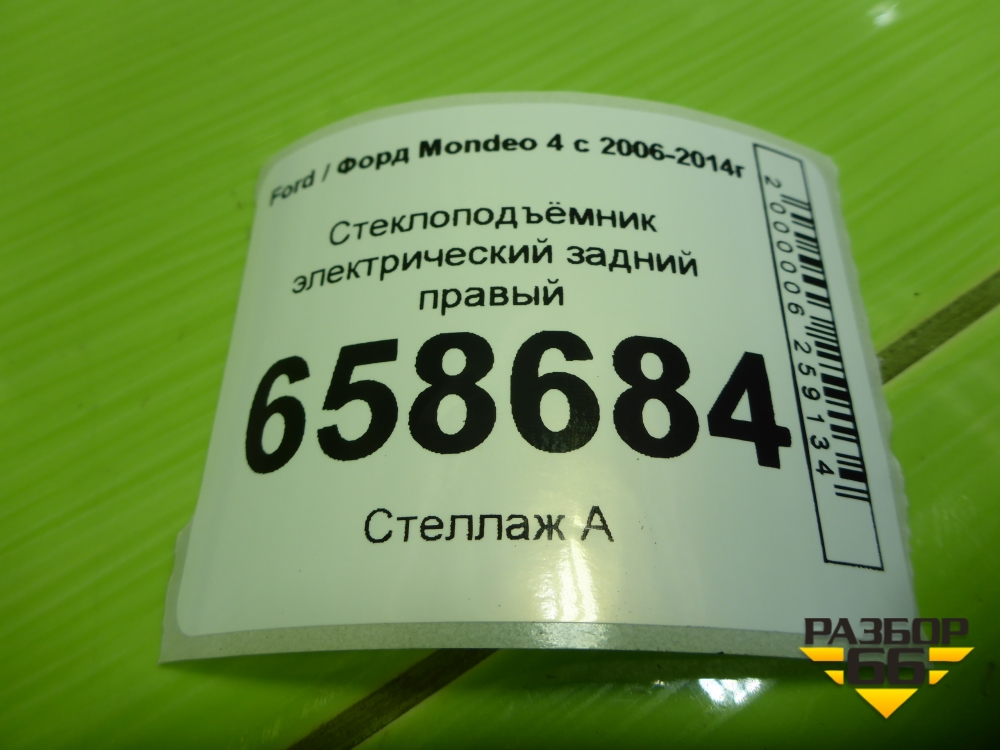 Ford / Форд Mondeo 4 с 2006-2014г
Стеклоподъёмник
электрический задний
правый
658684
Стеллаж А
2000006259134
РАЗБОР
66